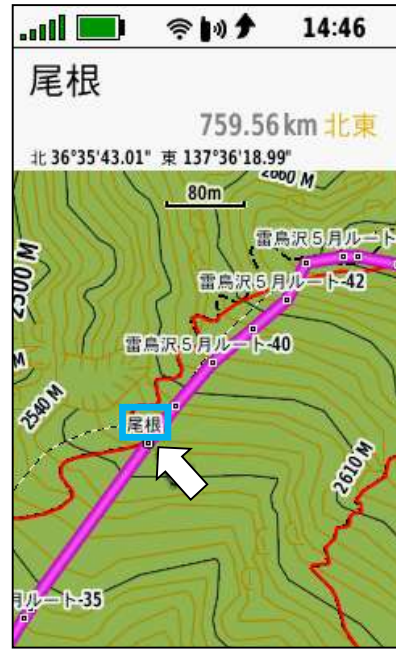 14:46
尾根
759.56km 北東
北 36°35'43.01" 東 137°36'18.99"
2660 M
80m
雷鳥沢5月ルート
雷鳥沢5月ルート-42
2500 M
雷鳥沢5月ルート-40
M
2540 M
尾根
2610 M
月ルート-35